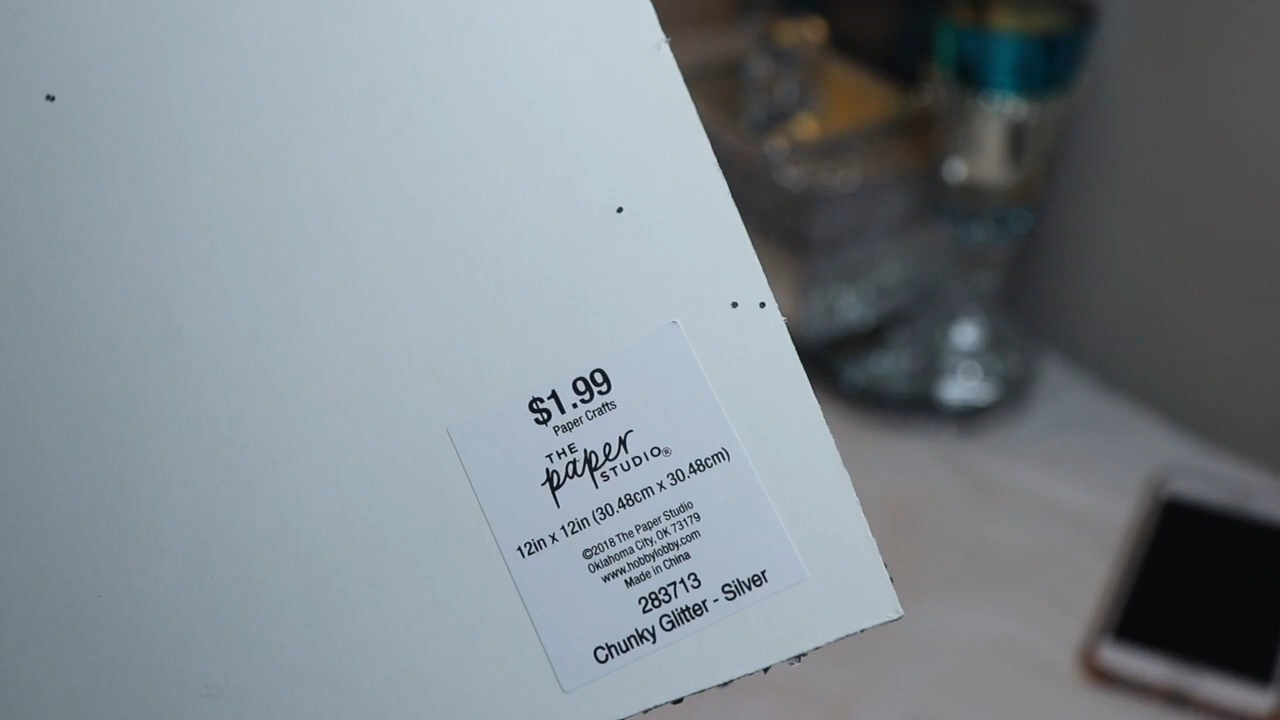 $1.99
Paper Crafts
THE
paper
STUDIO®
12in x 12in (30.48cm x 30.48cm)
©2018 The Paper Studio
Oklahoma City, OK 73179
www.hobbylobby.com
Made in China
283713
Chunky Glitter - Silver